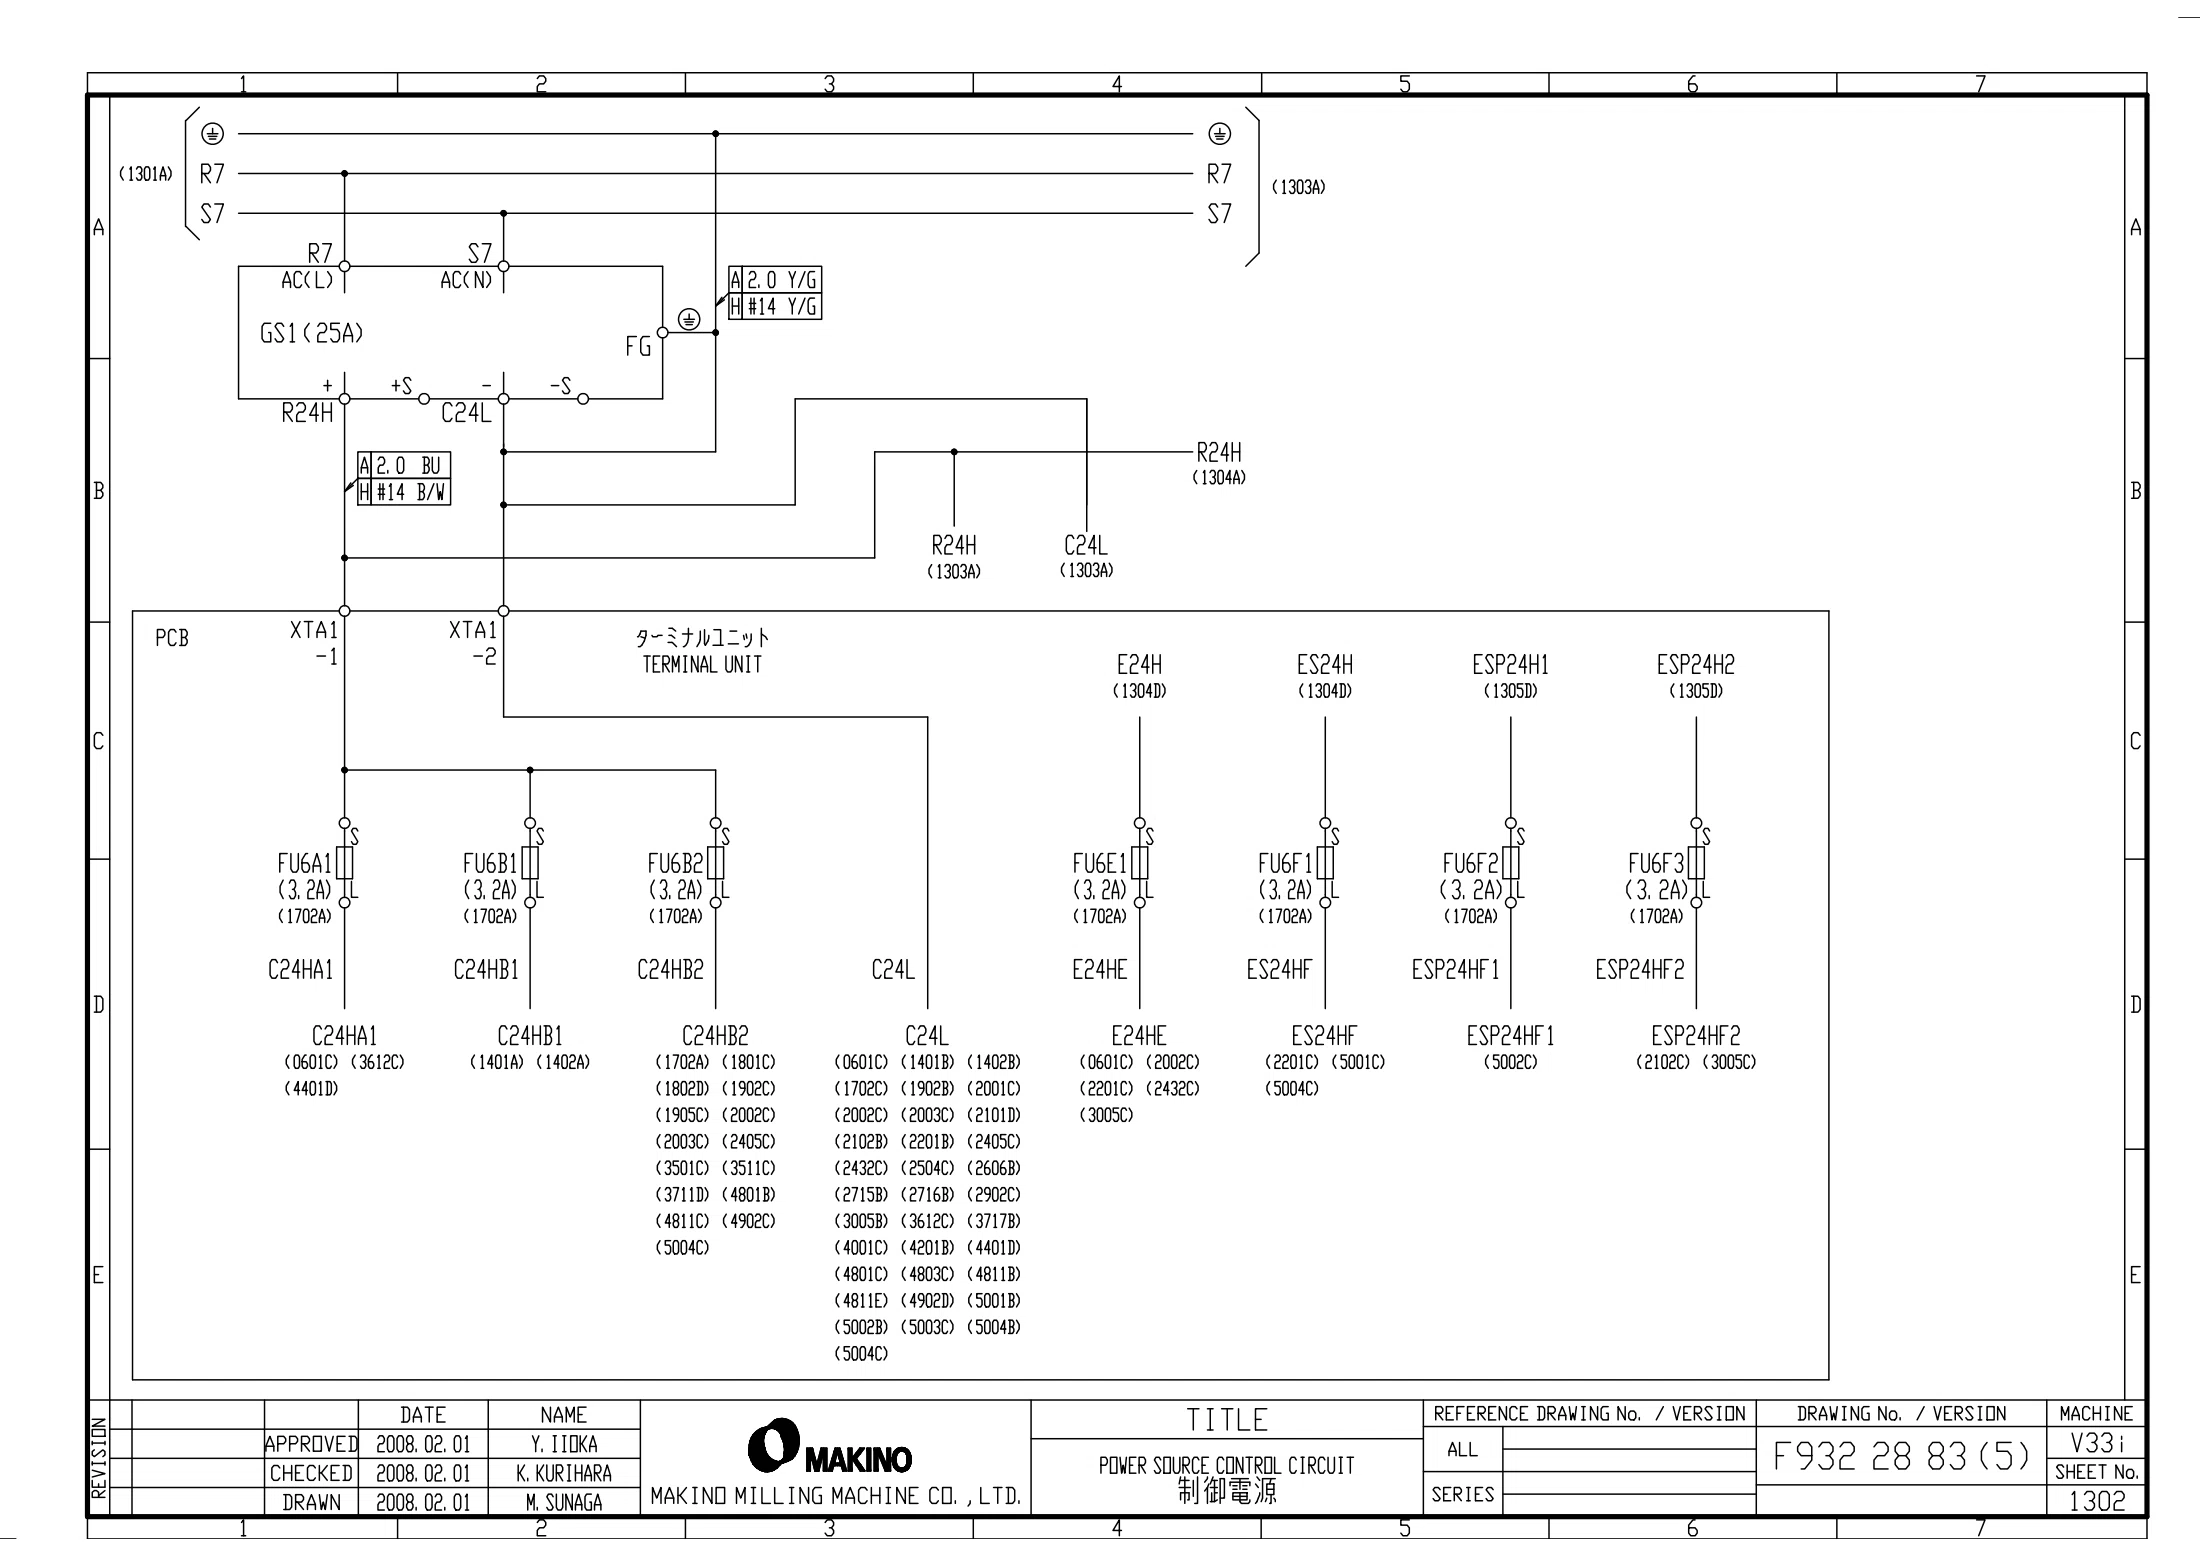 1 2 3 4 5 6 7
R7 R7
(1301A) (1303A)
S7 S7
A A
R7 S7
AC(L) AC(N)
A 2.0 Y/G
H #14 Y/G
GS1(25A)
FG
+ +S - -S
R24H C24L
A 2.0 BU
H #14 B/W
B B
R24H
(1304A)
R24H C24L
(1303A) (1303A)
PCB
XTA1 XTA1
-1 -2
ターミナルユニット
TERMINAL UNIT
E24H ES24H ESP24H1 ESP24H2
(1304D) (1304D) (1305D) (1305D)
C C
S S S S S S S
FU6A1 FU6B1 FU6B2 FU6E1 FU6F1 FU6F2 FU6F3
(3.2A) L (3.2A) L (3.2A) L (3.2A) L (3.2A) L (3.2A) L (3.2A) L
(1702A) (1702A) (1702A) (1702A) (1702A) (1702A) (1702A)
C24HA1 C24HB1 C24HB2 C24L E24HE ES24HF ESP24HF1 ESP24HF2
D D
C24HA1 C24HB1 C24HB2 C24L E24HE ES24HF ESP24HF1 ESP24HF2
(0601C) (3612C) (1401A) (1402A) (1702A) (1801C) (0601C) (1401B) (1402B) (0601C) (2002C) (2201C) (5001C) (5002C) (2102C) (3005C)
(4401D) (1802D) (1902C) (1702C) (1902B) (2001C) (2201C) (2432C) (5004C)
(1905C) (2002C) (2002C) (2003C) (2101D) (3005C)
(2003C) (2405C) (2102B) (2201B) (2405C)
(3501C) (3511C) (2432C) (2504C) (2606B)
(3711D) (4801B) (2715B) (2716B) (2902C)
(4811C) (4902C) (3005B) (3612C) (3717B)
(5004C) (4001C) (4201B) (4401D)
E E
(4801C) (4803C) (4811B)
(4811E) (4902D) (5001B)
(5002B) (5003C) (5004B)
(5004C)
REVISION
DATE NAME
APPROVED 2008.02.01 Y. IIOKA
CHECKED 2008.02.01 K. KURIHARA
DRAWN 2008.02.01 M. SUNAGA
MAKINO
MAKINO MILLING MACHINE CO.,LTD.
TITLE
POWER SOURCE CONTROL CIRCUIT
制御電源
REFERENCE DRAWING No. / VERSION
ALL
SERIES
DRAWING No. / VERSION
F932 28 83(5)
MACHINE
V33i
SHEET No.
1302
1 2 3 4 5 6 7